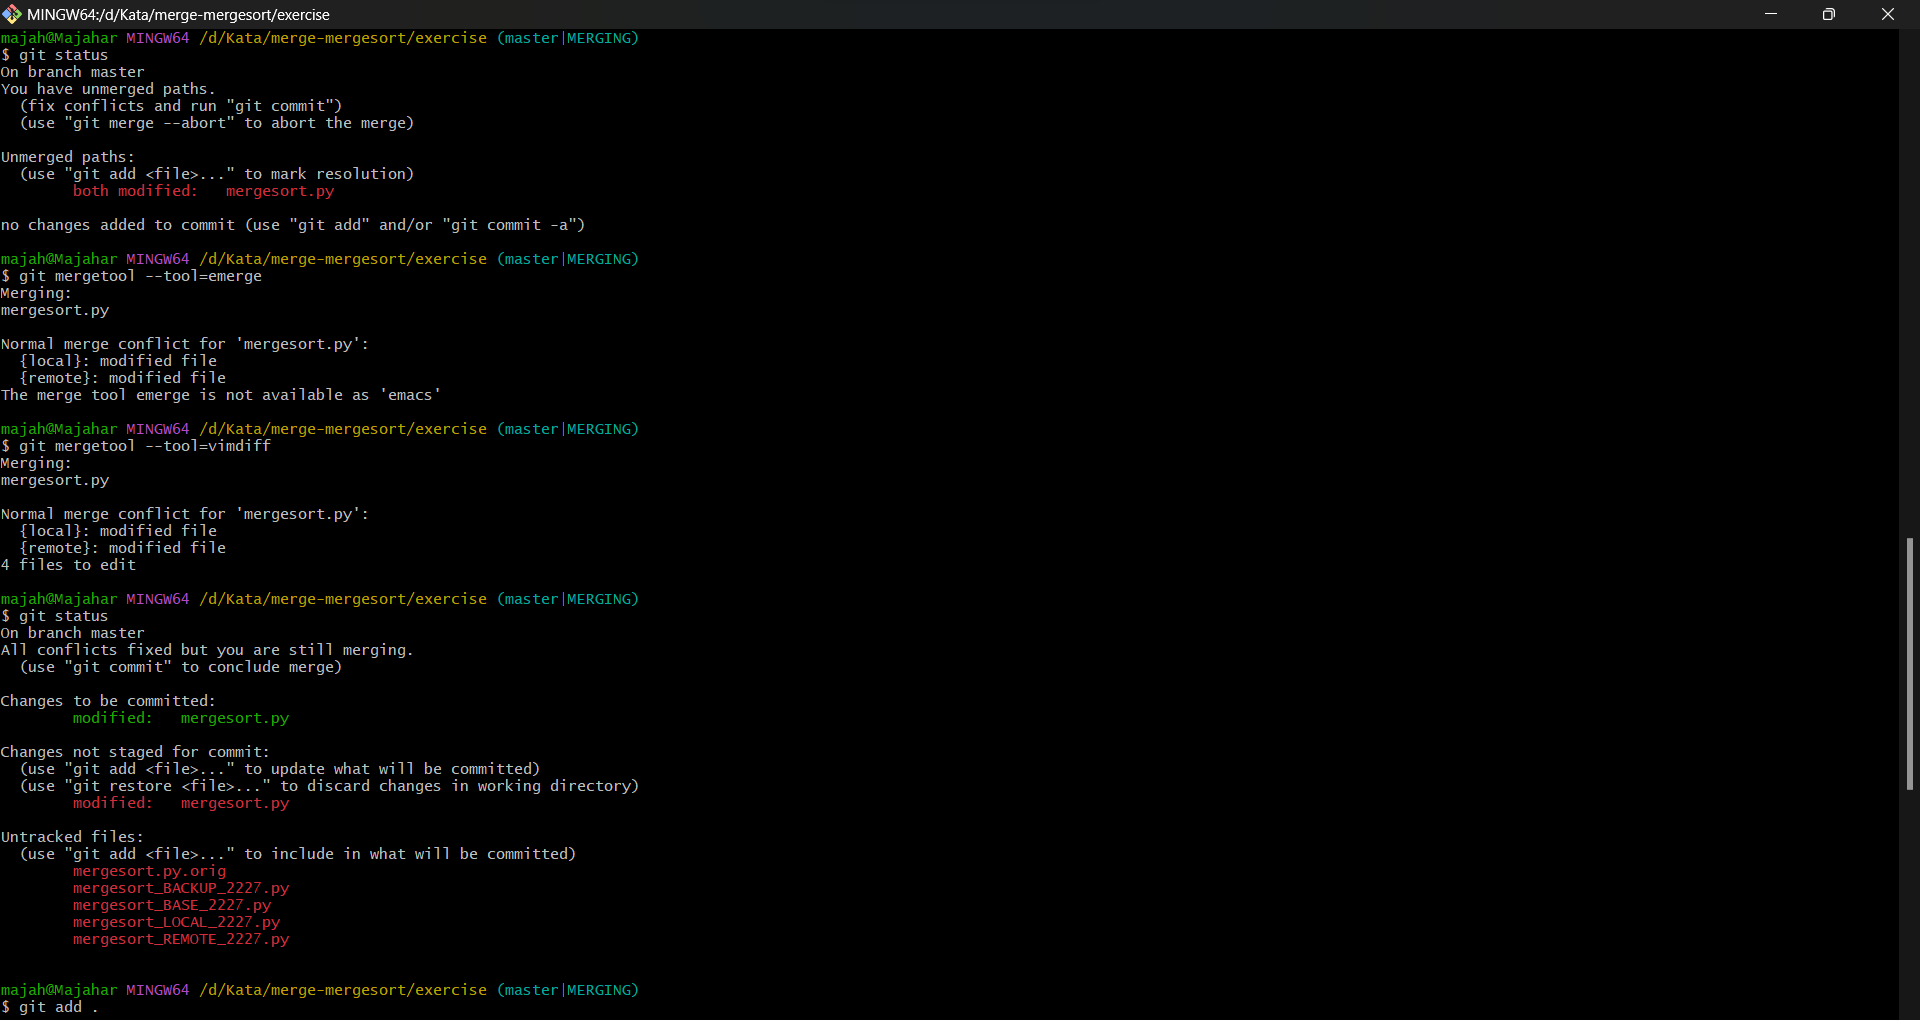 MINGW64:/d/Kata/merge-mergesort/exercise
majah@Majahar MINGW64 /d/Kata/merge-mergesort/exercise (master|MERGING)
$ git status
On branch master
You have unmerged paths.
  (fix conflicts and run "git commit")
  (use "git merge --abort" to abort the merge)

Unmerged paths:
  (use "git add <file>..." to mark resolution)
        both modified:   mergesort.py

no changes added to commit (use "git add" and/or "git commit -a")

majah@Majahar MINGW64 /d/Kata/merge-mergesort/exercise (master|MERGING)
$ git mergetool --tool=emerge
Merging:
mergesort.py

Normal merge conflict for 'mergesort.py':
  {local}: modified file
  {remote}: modified file
The merge tool emerge is not available as 'emacs'

majah@Majahar MINGW64 /d/Kata/merge-mergesort/exercise (master|MERGING)
$ git mergetool --tool=vimdiff
Merging:
mergesort.py

Normal merge conflict for 'mergesort.py':
  {local}: modified file
  {remote}: modified file
4 files to edit

majah@Majahar MINGW64 /d/Kata/merge-mergesort/exercise (master|MERGING)
$ git status
On branch master
All conflicts fixed but you are still merging.
  (use "git commit" to conclude merge)

Changes to be committed:
        modified:   mergesort.py

Changes not staged for commit:
  (use "git add <file>..." to update what will be committed)
  (use "git restore <file>..." to discard changes in working directory)
        modified:   mergesort.py

Untracked files:
  (use "git add <file>..." to include in what will be committed)
        mergesort.py.orig
        mergesort_BACKUP_2227.py
        mergesort_BASE_2227.py
        mergesort_LOCAL_2227.py
        mergesort_REMOTE_2227.py

majah@Majahar MINGW64 /d/Kata/merge-mergesort/exercise (master|MERGING)
$ git add .